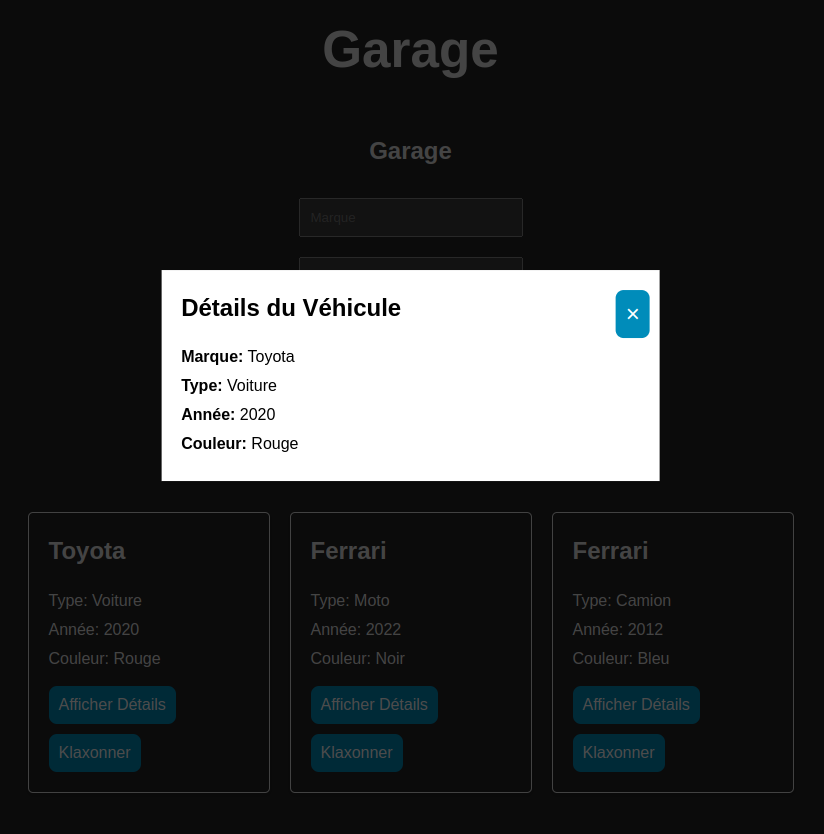 Garage
Garage
Marque
Détails du Véhicule
×
Marque: Toyota
Type: Voiture
Année: 2020
Couleur: Rouge
Toyota
Type: Voiture
Année: 2020
Couleur: Rouge
Afficher Détails
Klaxonner
Ferrari
Type: Moto
Année: 2022
Couleur: Noir
Afficher Détails
Klaxonner
Ferrari
Type: Camion
Année: 2012
Couleur: Bleu
Afficher Détails
Klaxonner